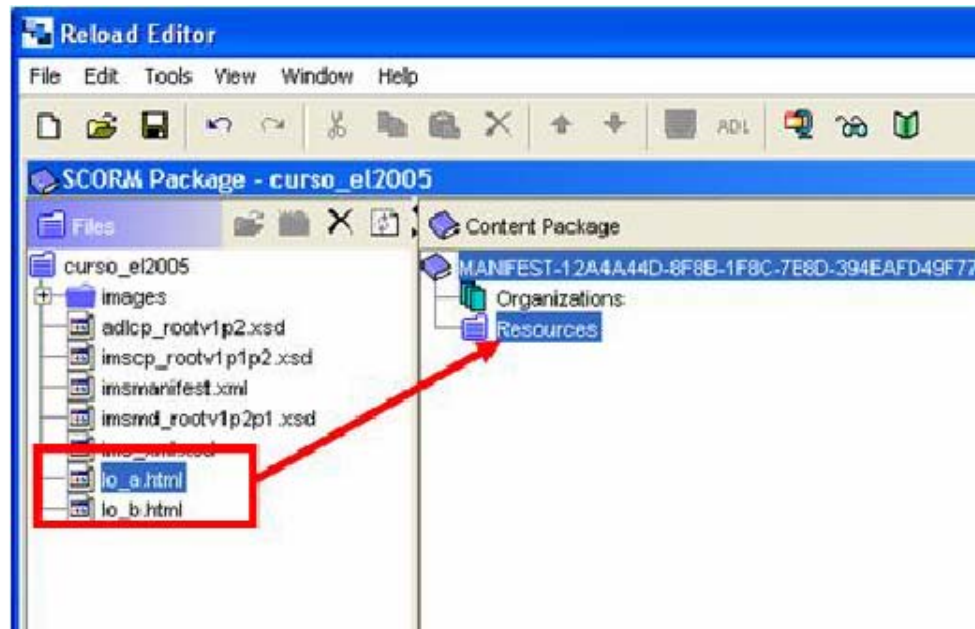 Reload Editor
File Edit Tools View Window Help
ADL
SCORM Package - curso_el2005
Files
curso_el2005
images
adlcp_rootv1p2.xsd
imscp_rootv1p1p2.xsd
imsmanifest.xml
imsmd_rootv1p2p1.xsd
lo_a.html
lo_b.html
Content Package
MANIFEST-12A4A44D-8F8B-1F8C-7E8D-394EAFD49F77
Organizations
Resources